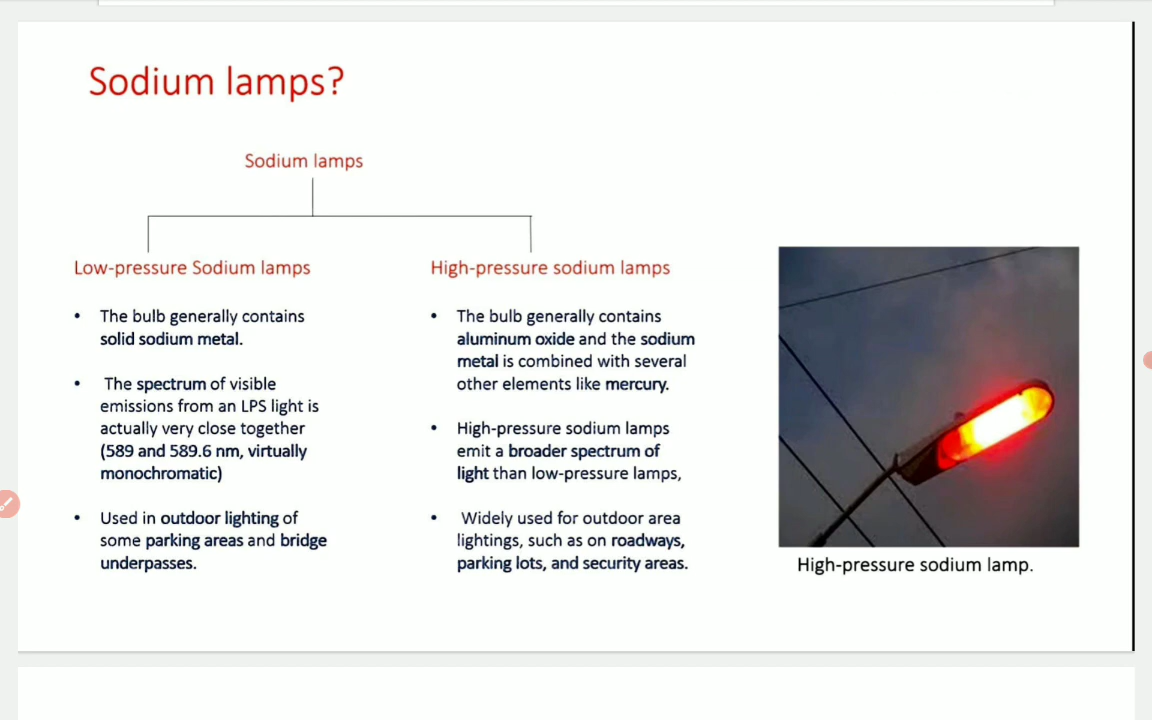 Sodium lamps?
Sodium lamps
Low-pressure Sodium lamps
• The bulb generally contains
solid sodium metal.
• The spectrum of visible
emissions from an LPS light is
actually very close together
(589 and 589.6 nm, virtually
monochromatic)
• Used in outdoor lighting of
some parking areas and bridge
underpasses.
High-pressure sodium lamps
• The bulb generally contains
aluminum oxide and the sodium
metal is combined with several
other elements like mercury.
• High-pressure sodium lamps
emit a broader spectrum of
light than low-pressure lamps,
• Widely used for outdoor area
lightings, such as on roadways,
parking lots, and security areas.
High-pressure sodium lamp.